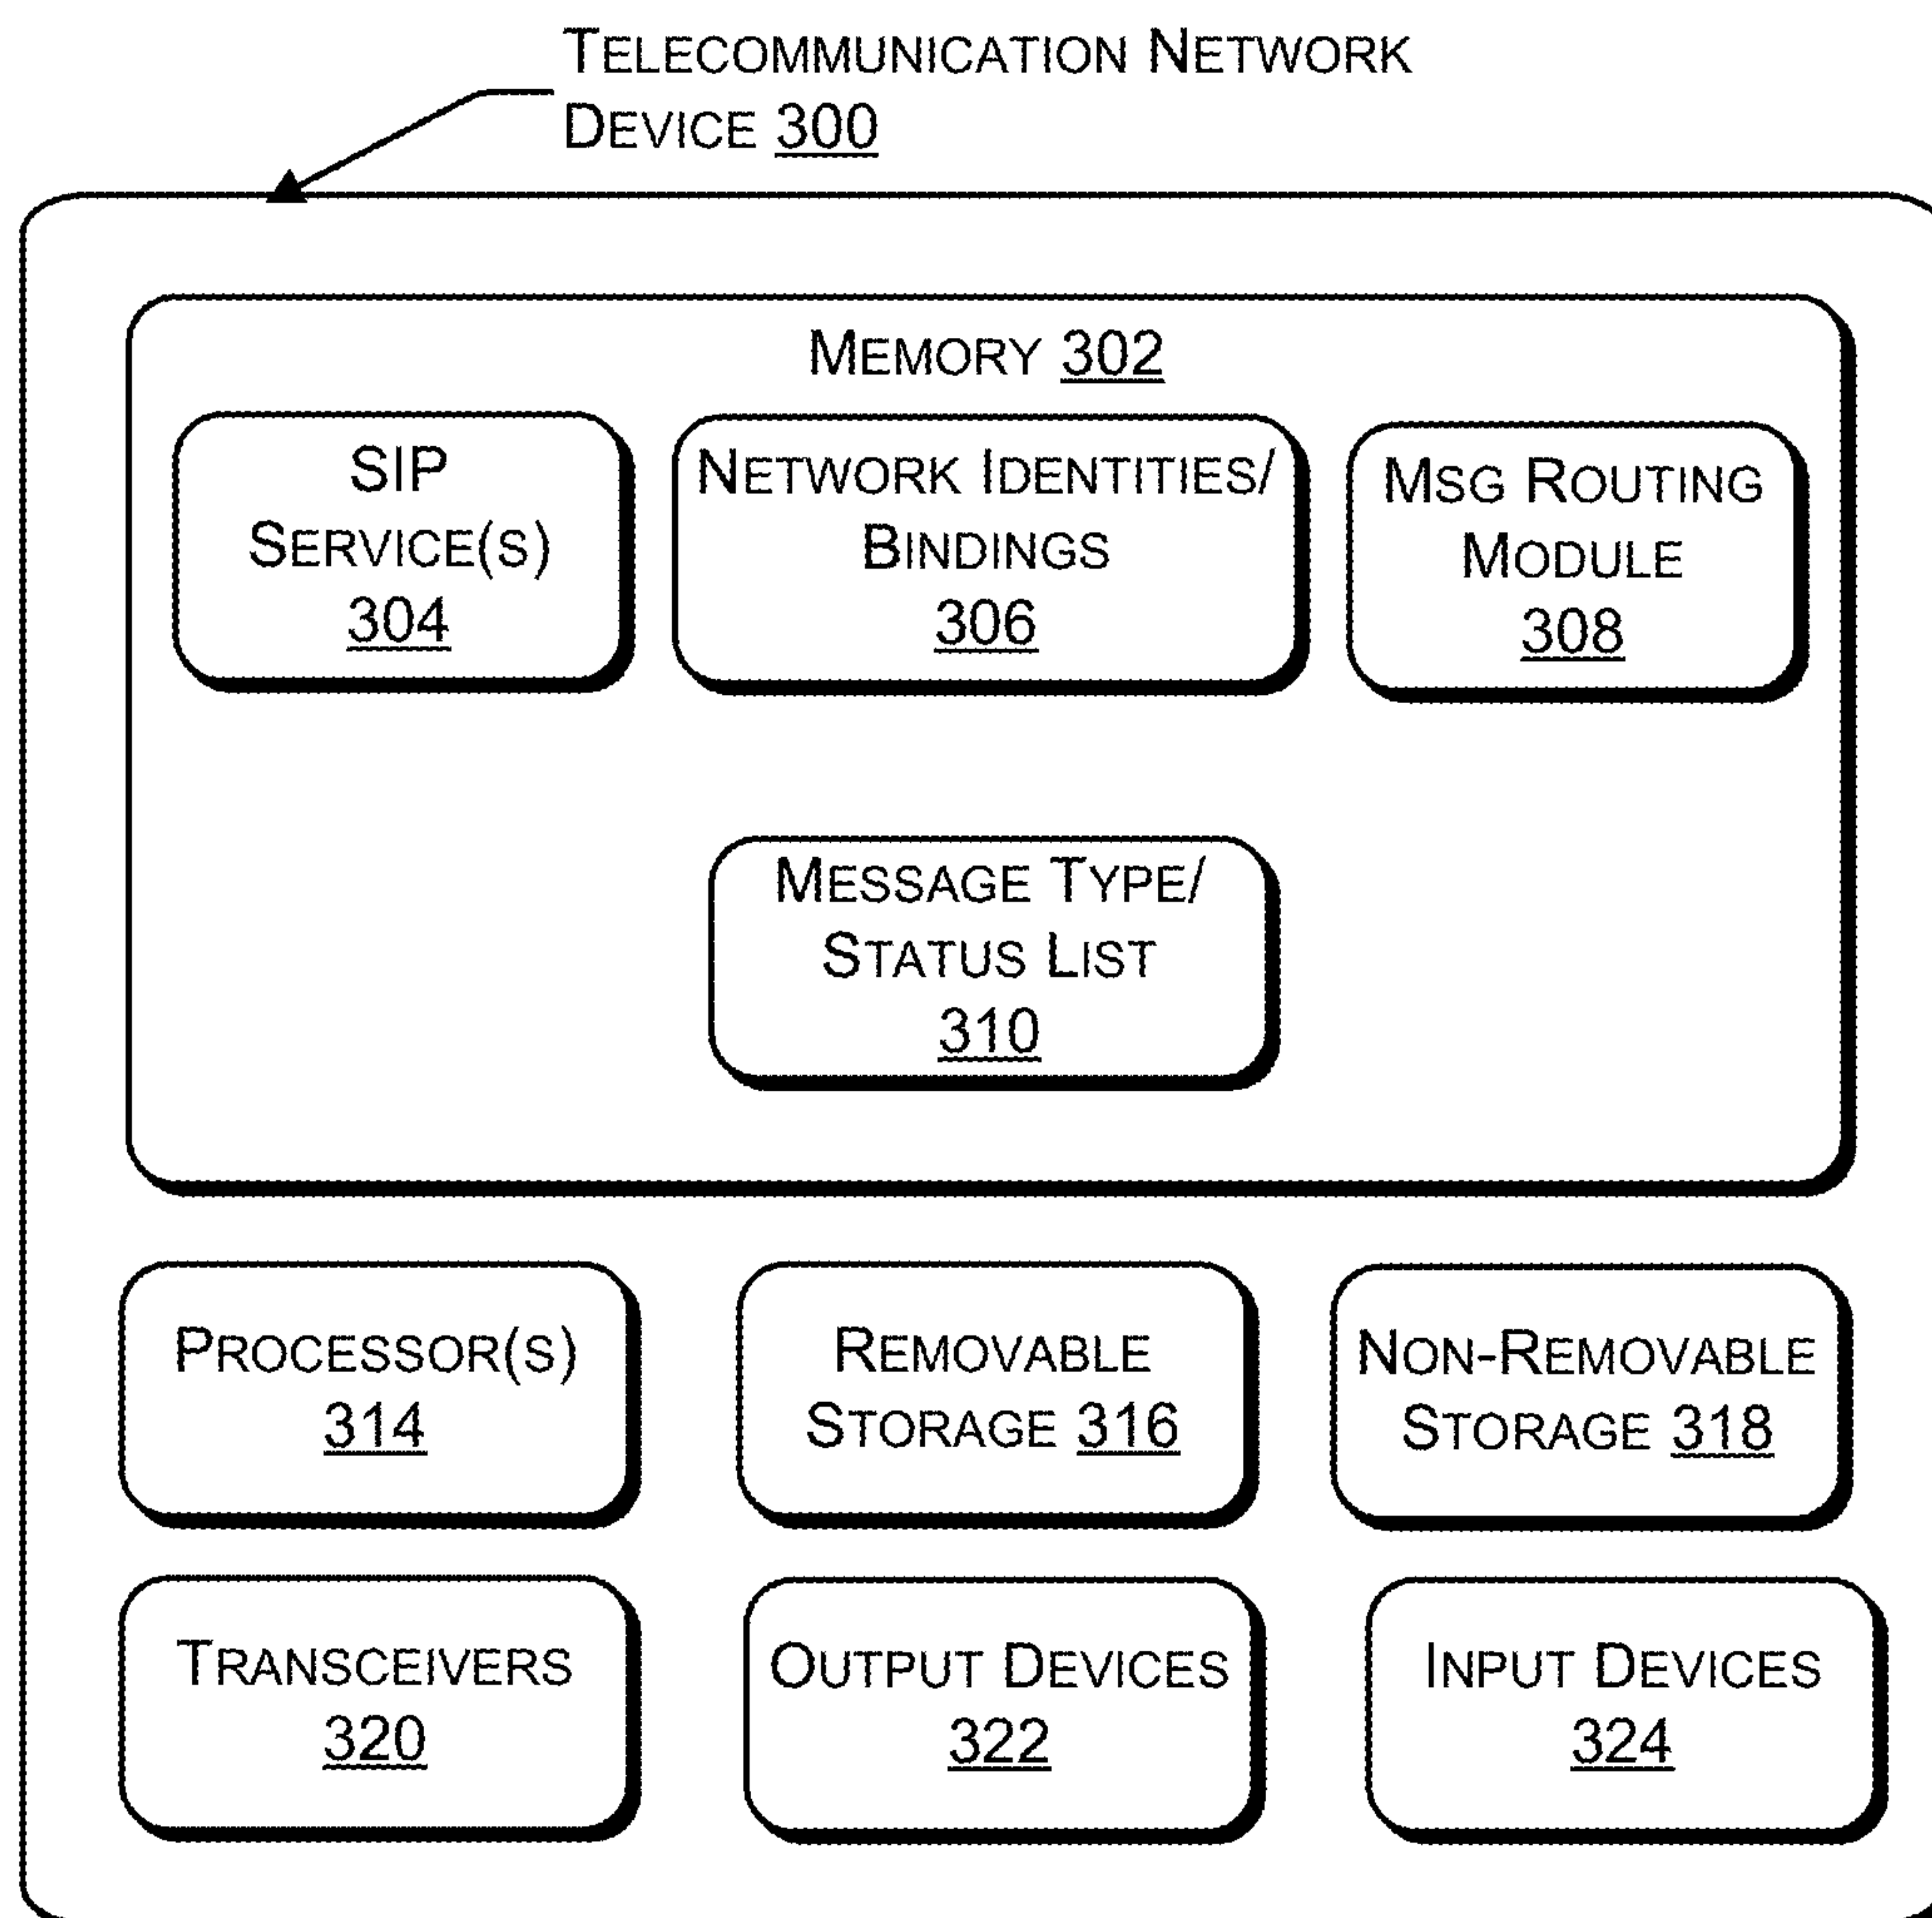 TELECOMMUNICATION NETWORK
DEVICE 300
MEMORY 302
SIP
SERVICE(S)
304
NETWORK IDENTITIES/
BINDINGS
306
MSG ROUTING
MODULE
308
MESSAGE TYPE/
STATUS LIST
310
PROCESSOR(S)
314
REMOVABLE
STORAGE 316
NON-REMOVABLE
STORAGE 318
TRANSCEIVERS
320
OUTPUT DEVICES
322
INPUT DEVICES
324